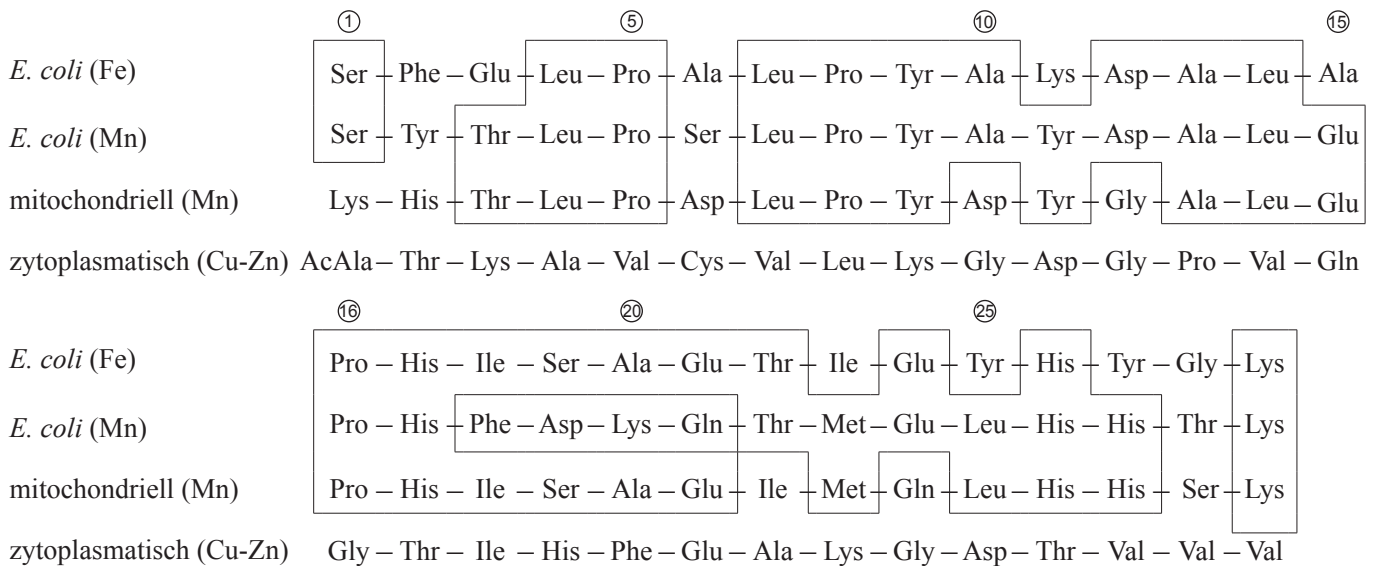 ① ⑤ ⑩ ⑮
E. coli (Fe) Ser – Phe – Glu – Leu – Pro – Ala – Leu – Pro – Tyr – Ala – Lys – Asp – Ala – Leu – Ala
E. coli (Mn) Ser – Tyr – Thr – Leu – Pro – Ser – Leu – Pro – Tyr – Ala – Tyr – Asp – Ala – Leu – Glu
mitochondriell (Mn) Lys – His – Thr – Leu – Pro – Asp – Leu – Pro – Tyr – Asp – Tyr – Gly – Ala – Leu – Glu
zytoplasmatisch (Cu-Zn) AcAla – Thr – Lys – Ala – Val – Cys – Val – Leu – Lys – Gly – Asp – Gly – Pro – Val – Gln
⑯ ⑳ ㉕
E. coli (Fe) Pro – His – Ile – Ser – Ala – Glu – Thr – Ile – Glu – Tyr – His – Tyr – Gly – Lys
E. coli (Mn) Pro – His – Phe – Asp – Lys – Gln – Thr – Met – Glu – Leu – His – His – Thr – Lys
mitochondriell (Mn) Pro – His – Ile – Ser – Ala – Glu – Ile – Met – Gln – Leu – His – His – Ser – Lys
zytoplasmatisch (Cu-Zn) Gly – Thr – Ile – His – Phe – Glu – Ala – Lys – Gly – Asp – Thr – Val – Val – Val